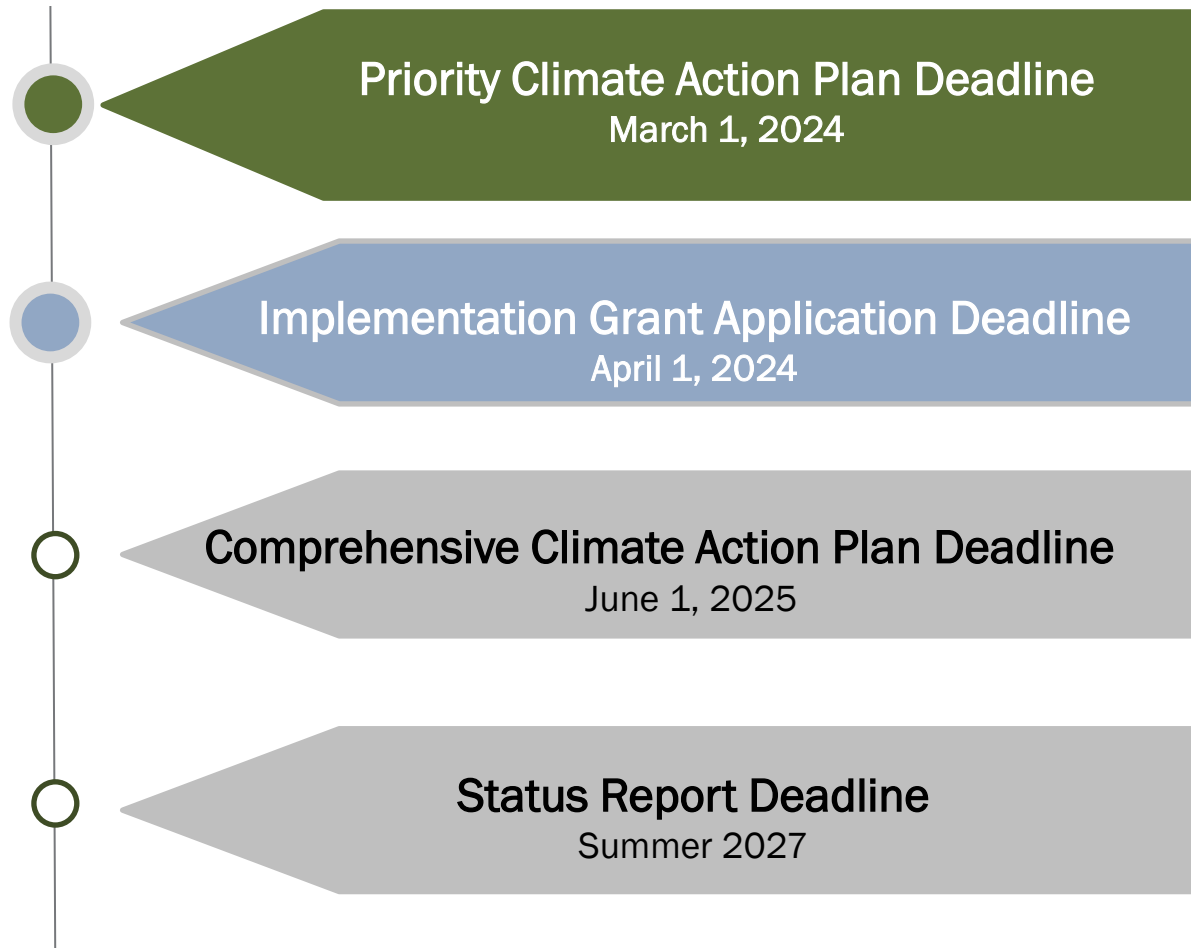 Priority Climate Action Plan Deadline
March 1, 2024
Implementation Grant Application Deadline
April 1, 2024
Comprehensive Climate Action Plan Deadline
June 1, 2025
Status Report Deadline
Summer 2027